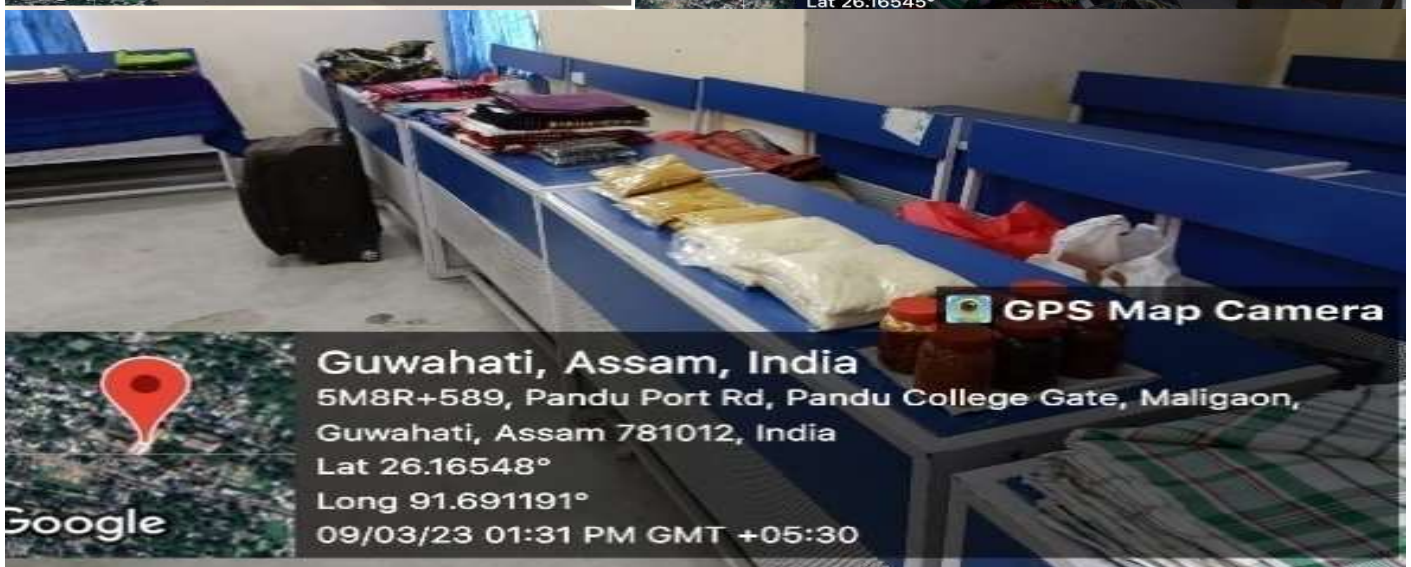 Lat 26.16545°
GPS Map Camera
Guwahati, Assam, India
5M8R+589, Pandu Port Rd, Pandu College Gate, Maligaon,
Guwahati, Assam 781012, India
Lat 26.16548°
Long 91.691191°
09/03/23 01:31 PM GMT +05:30
Google